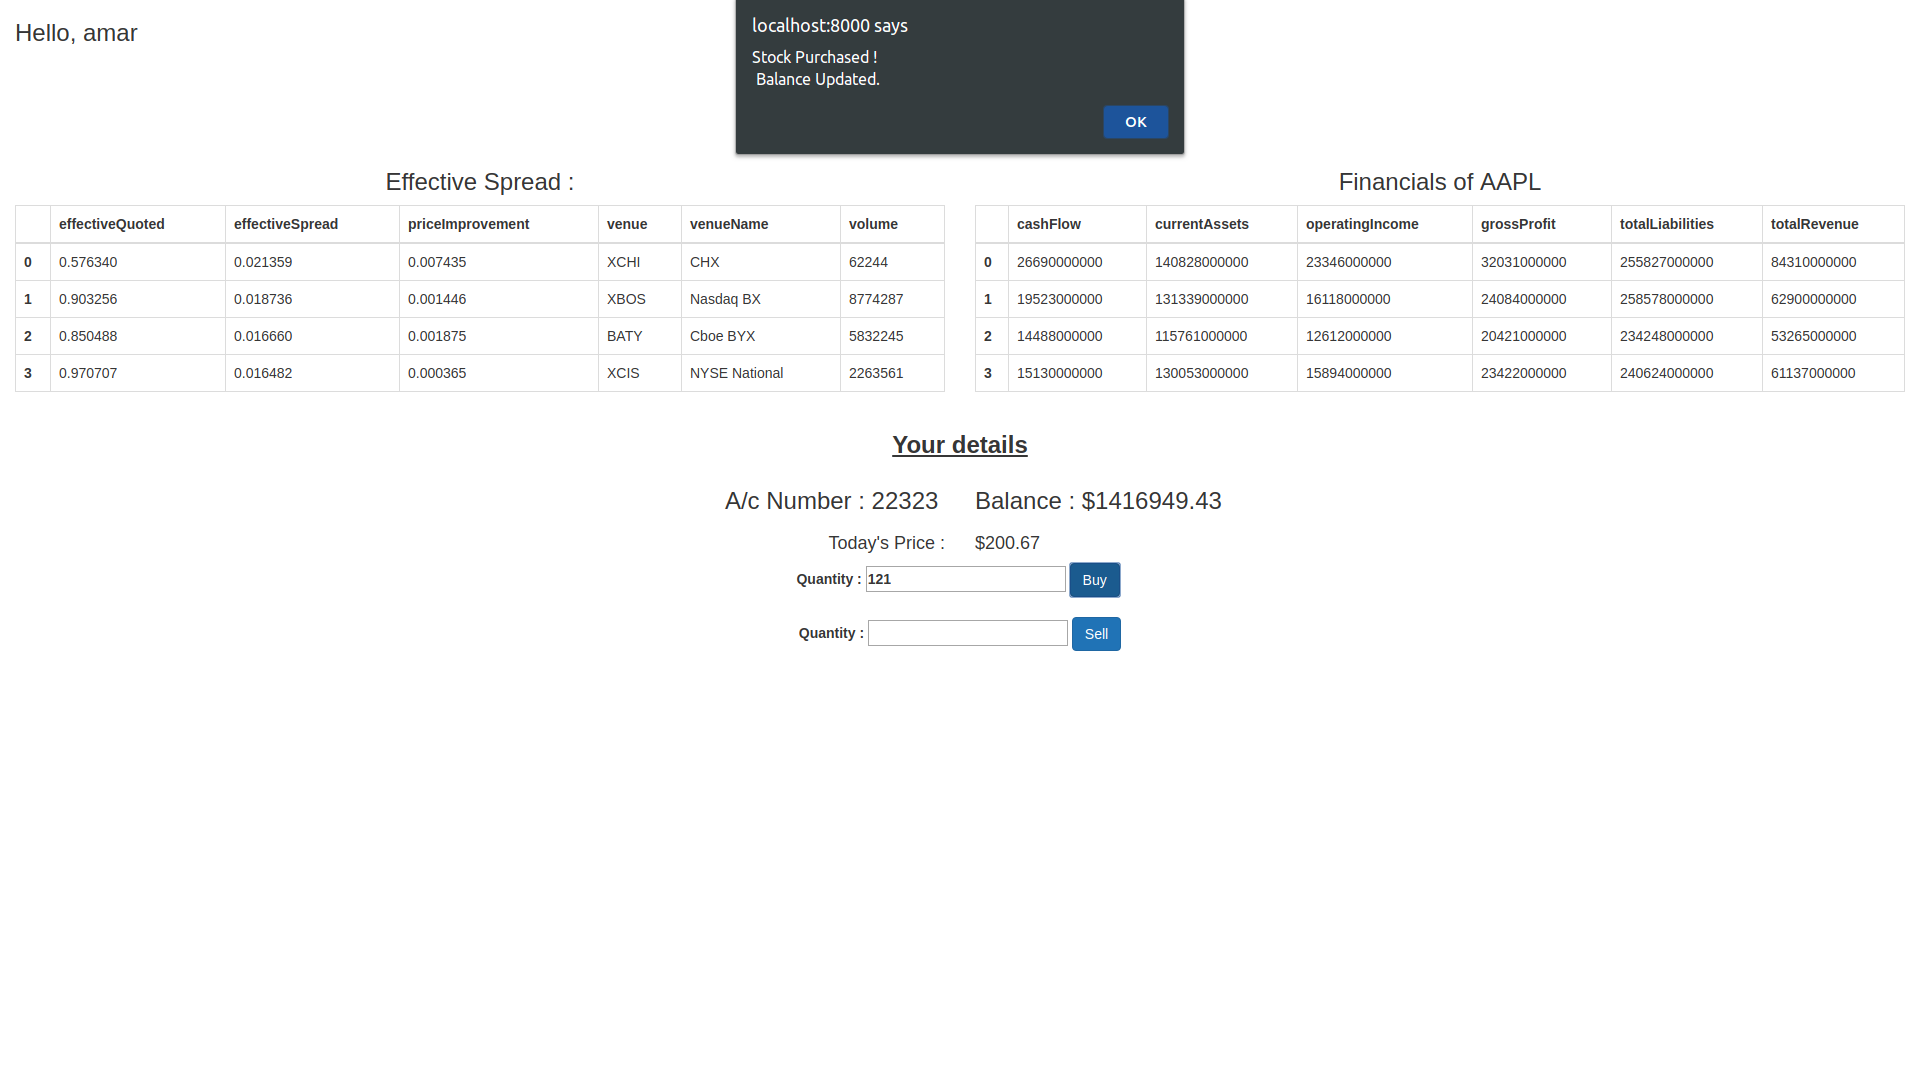 Hello, amar
localhost:8000 says
Stock Purchased !
Balance Updated.
OK
Effective Spread :
effectiveQuoted effectiveSpread priceImprovement venue venueName volume
0 0.576340 0.021359 0.007435 XCHI CHX 62244
1 0.903256 0.018736 0.001446 XBOS Nasdaq BX 8774287
2 0.850488 0.016660 0.001875 BATY Cboe BYX 5832245
3 0.970707 0.016482 0.000365 XCIS NYSE National 2263561
Financials of AAPL
cashFlow currentAssets operatingIncome grossProfit totalLiabilities totalRevenue
0 26690000000 140828000000 23346000000 32031000000 255827000000 84310000000
1 19523000000 131339000000 16118000000 24084000000 258578000000 62900000000
2 14488000000 115761000000 12612000000 20421000000 234248000000 53265000000
3 15130000000 130053000000 15894000000 23422000000 240624000000 61137000000
Your details
A/c Number : 22323 Balance : $1416949.43
Today's Price : $200.67
Quantity : 121 Buy
Quantity : Sell